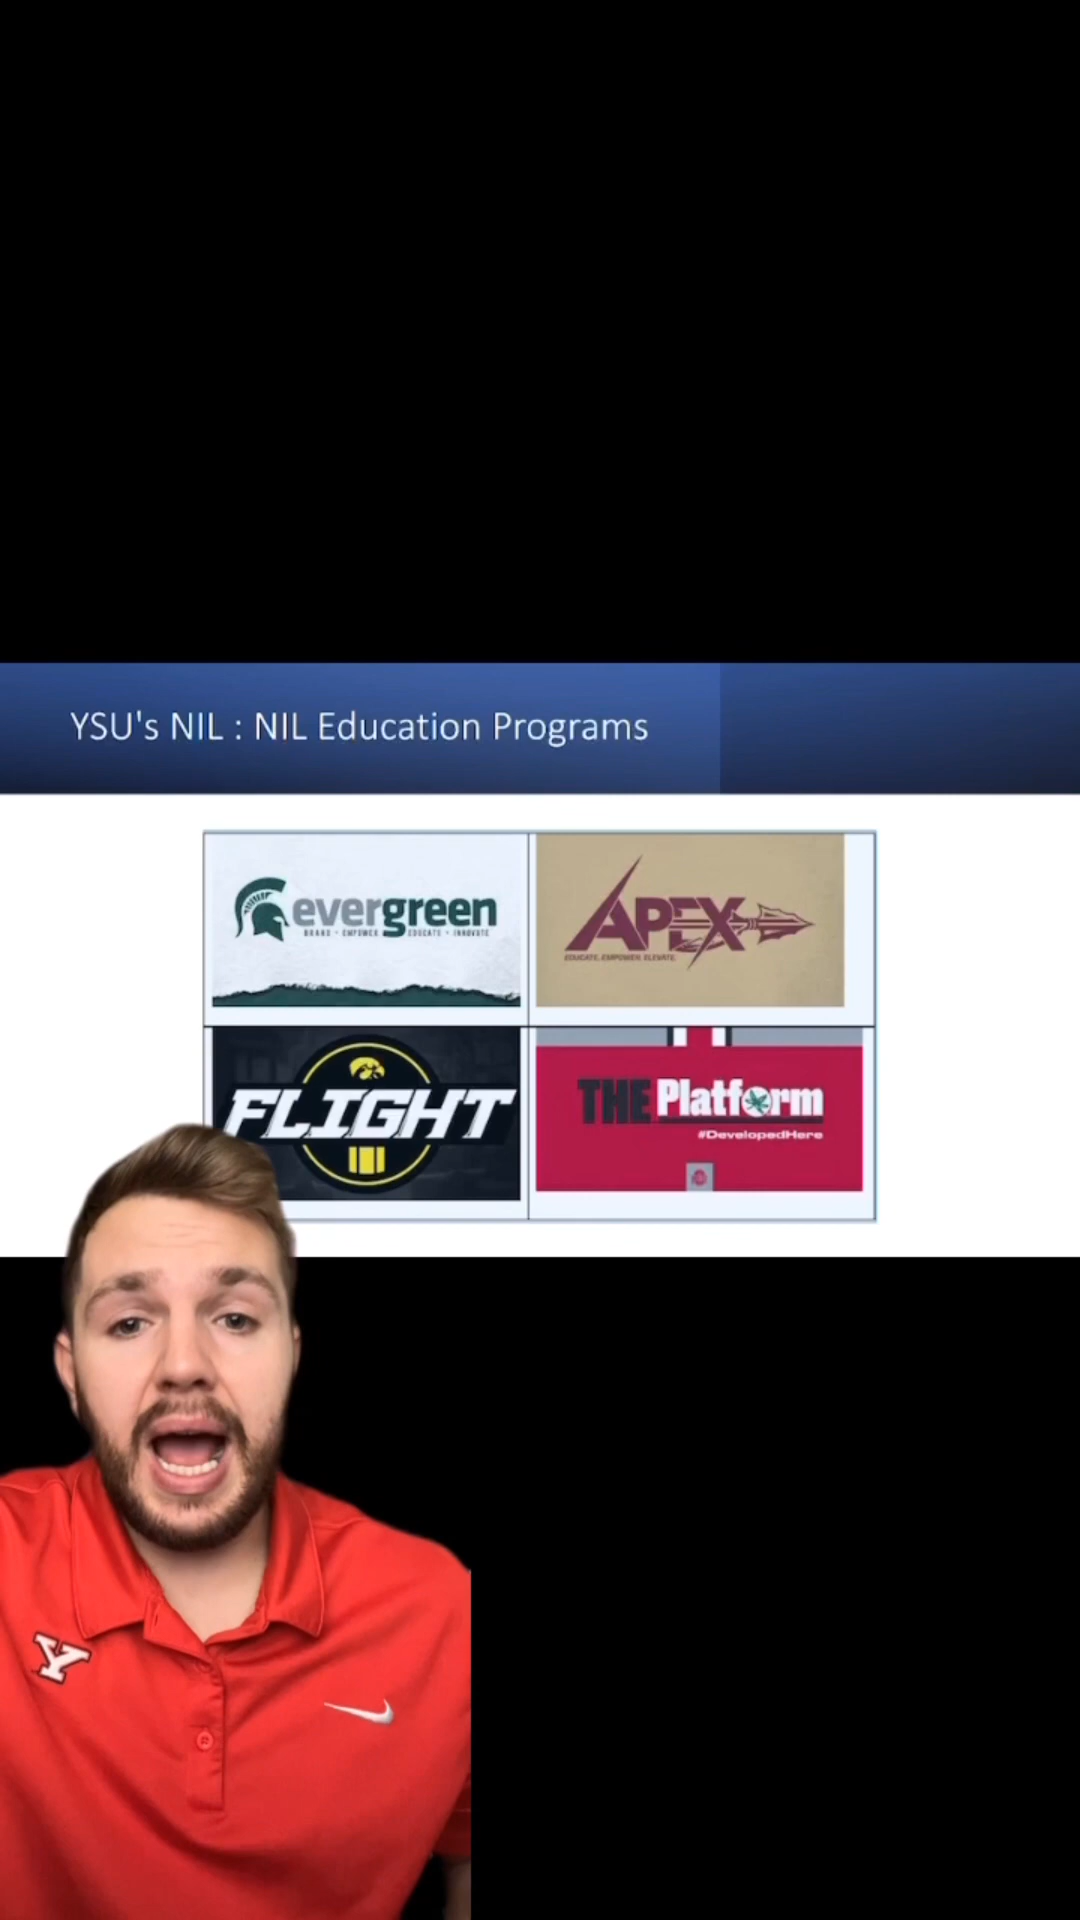 YSU's NIL : NIL Education Programs
evergreen
BRAND • EMPOWER • EDUCATE • INNOVATE
APEX
EDUCATE. EMPOWER. ELEVATE.
FLIGHT
THE Platform
#DevelopedHere
Y